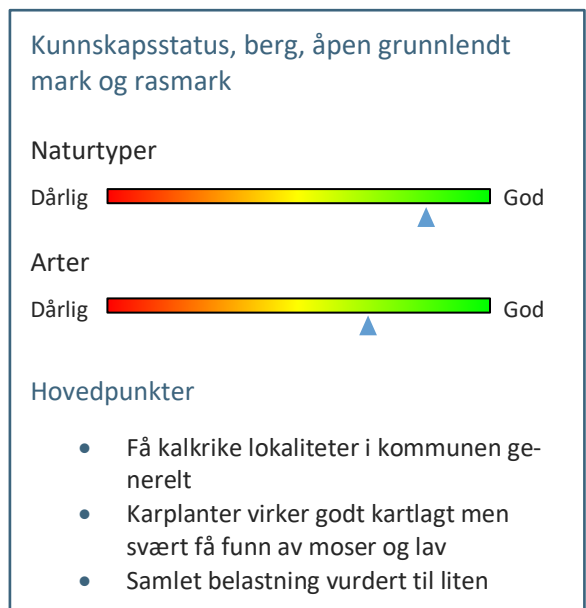 Kunnskapsstatus, berg, åpen grunnlendt
mark og rasmark
Naturtyper
Dårlig God
Arter
Dårlig God
Hovedpunkter
• Få kalkrike lokaliteter i kommunen ge-
nerelt
• Karplanter virker godt kartlagt men
svært få funn av moser og lav
• Samlet belastning vurdert til liten